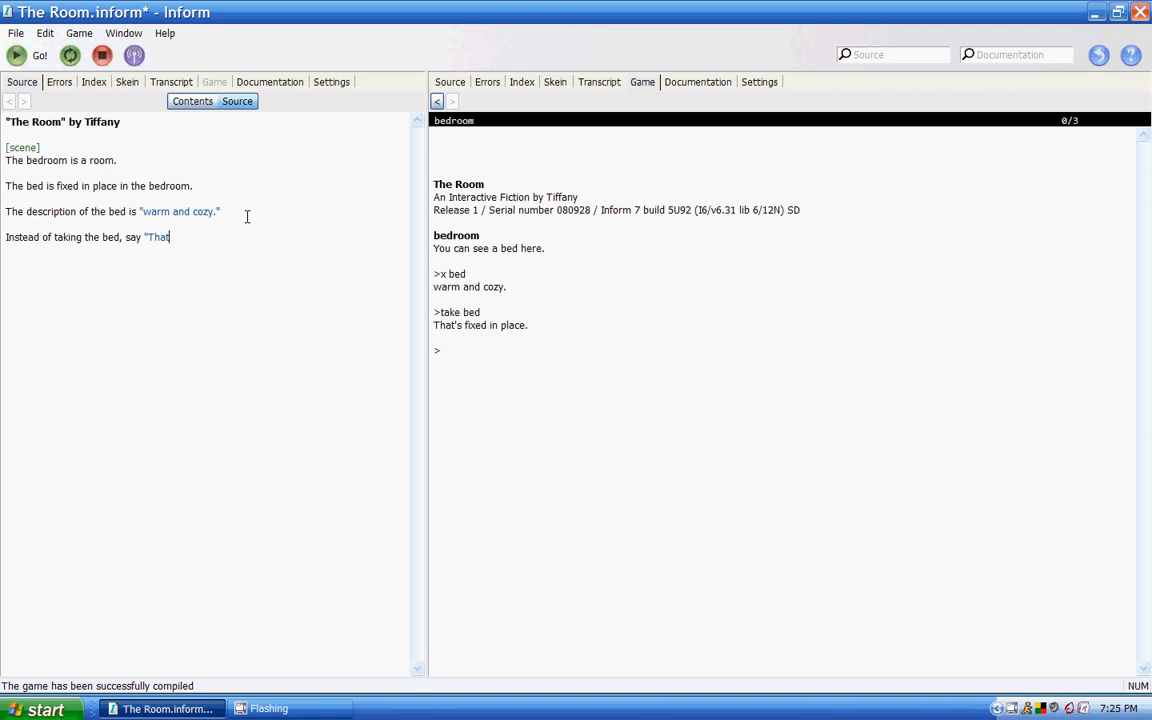 The Room.inform* - Inform
File Edit Game Window Help
Go! Source Documentation
Source Errors Index Skein Transcript Game Documentation Settings
Source Errors Index Skein Transcript Game Documentation Settings
< > Contents Source
< >
"The Room" by Tiffany
[scene]
The bedroom is a room.
The bed is fixed in place in the bedroom.
The description of the bed is "warm and cozy."
Instead of taking the bed, say "That
bedroom 0/3
The Room
An Interactive Fiction by Tiffany
Release 1 / Serial number 080928 / Inform 7 build 5U92 (I6/v6.31 lib 6/12N) SD
bedroom
You can see a bed here.
>x bed
warm and cozy.
>take bed
That's fixed in place.
>
The game has been successfully compiled NUM
start The Room.inform... Flashing 7:25 PM